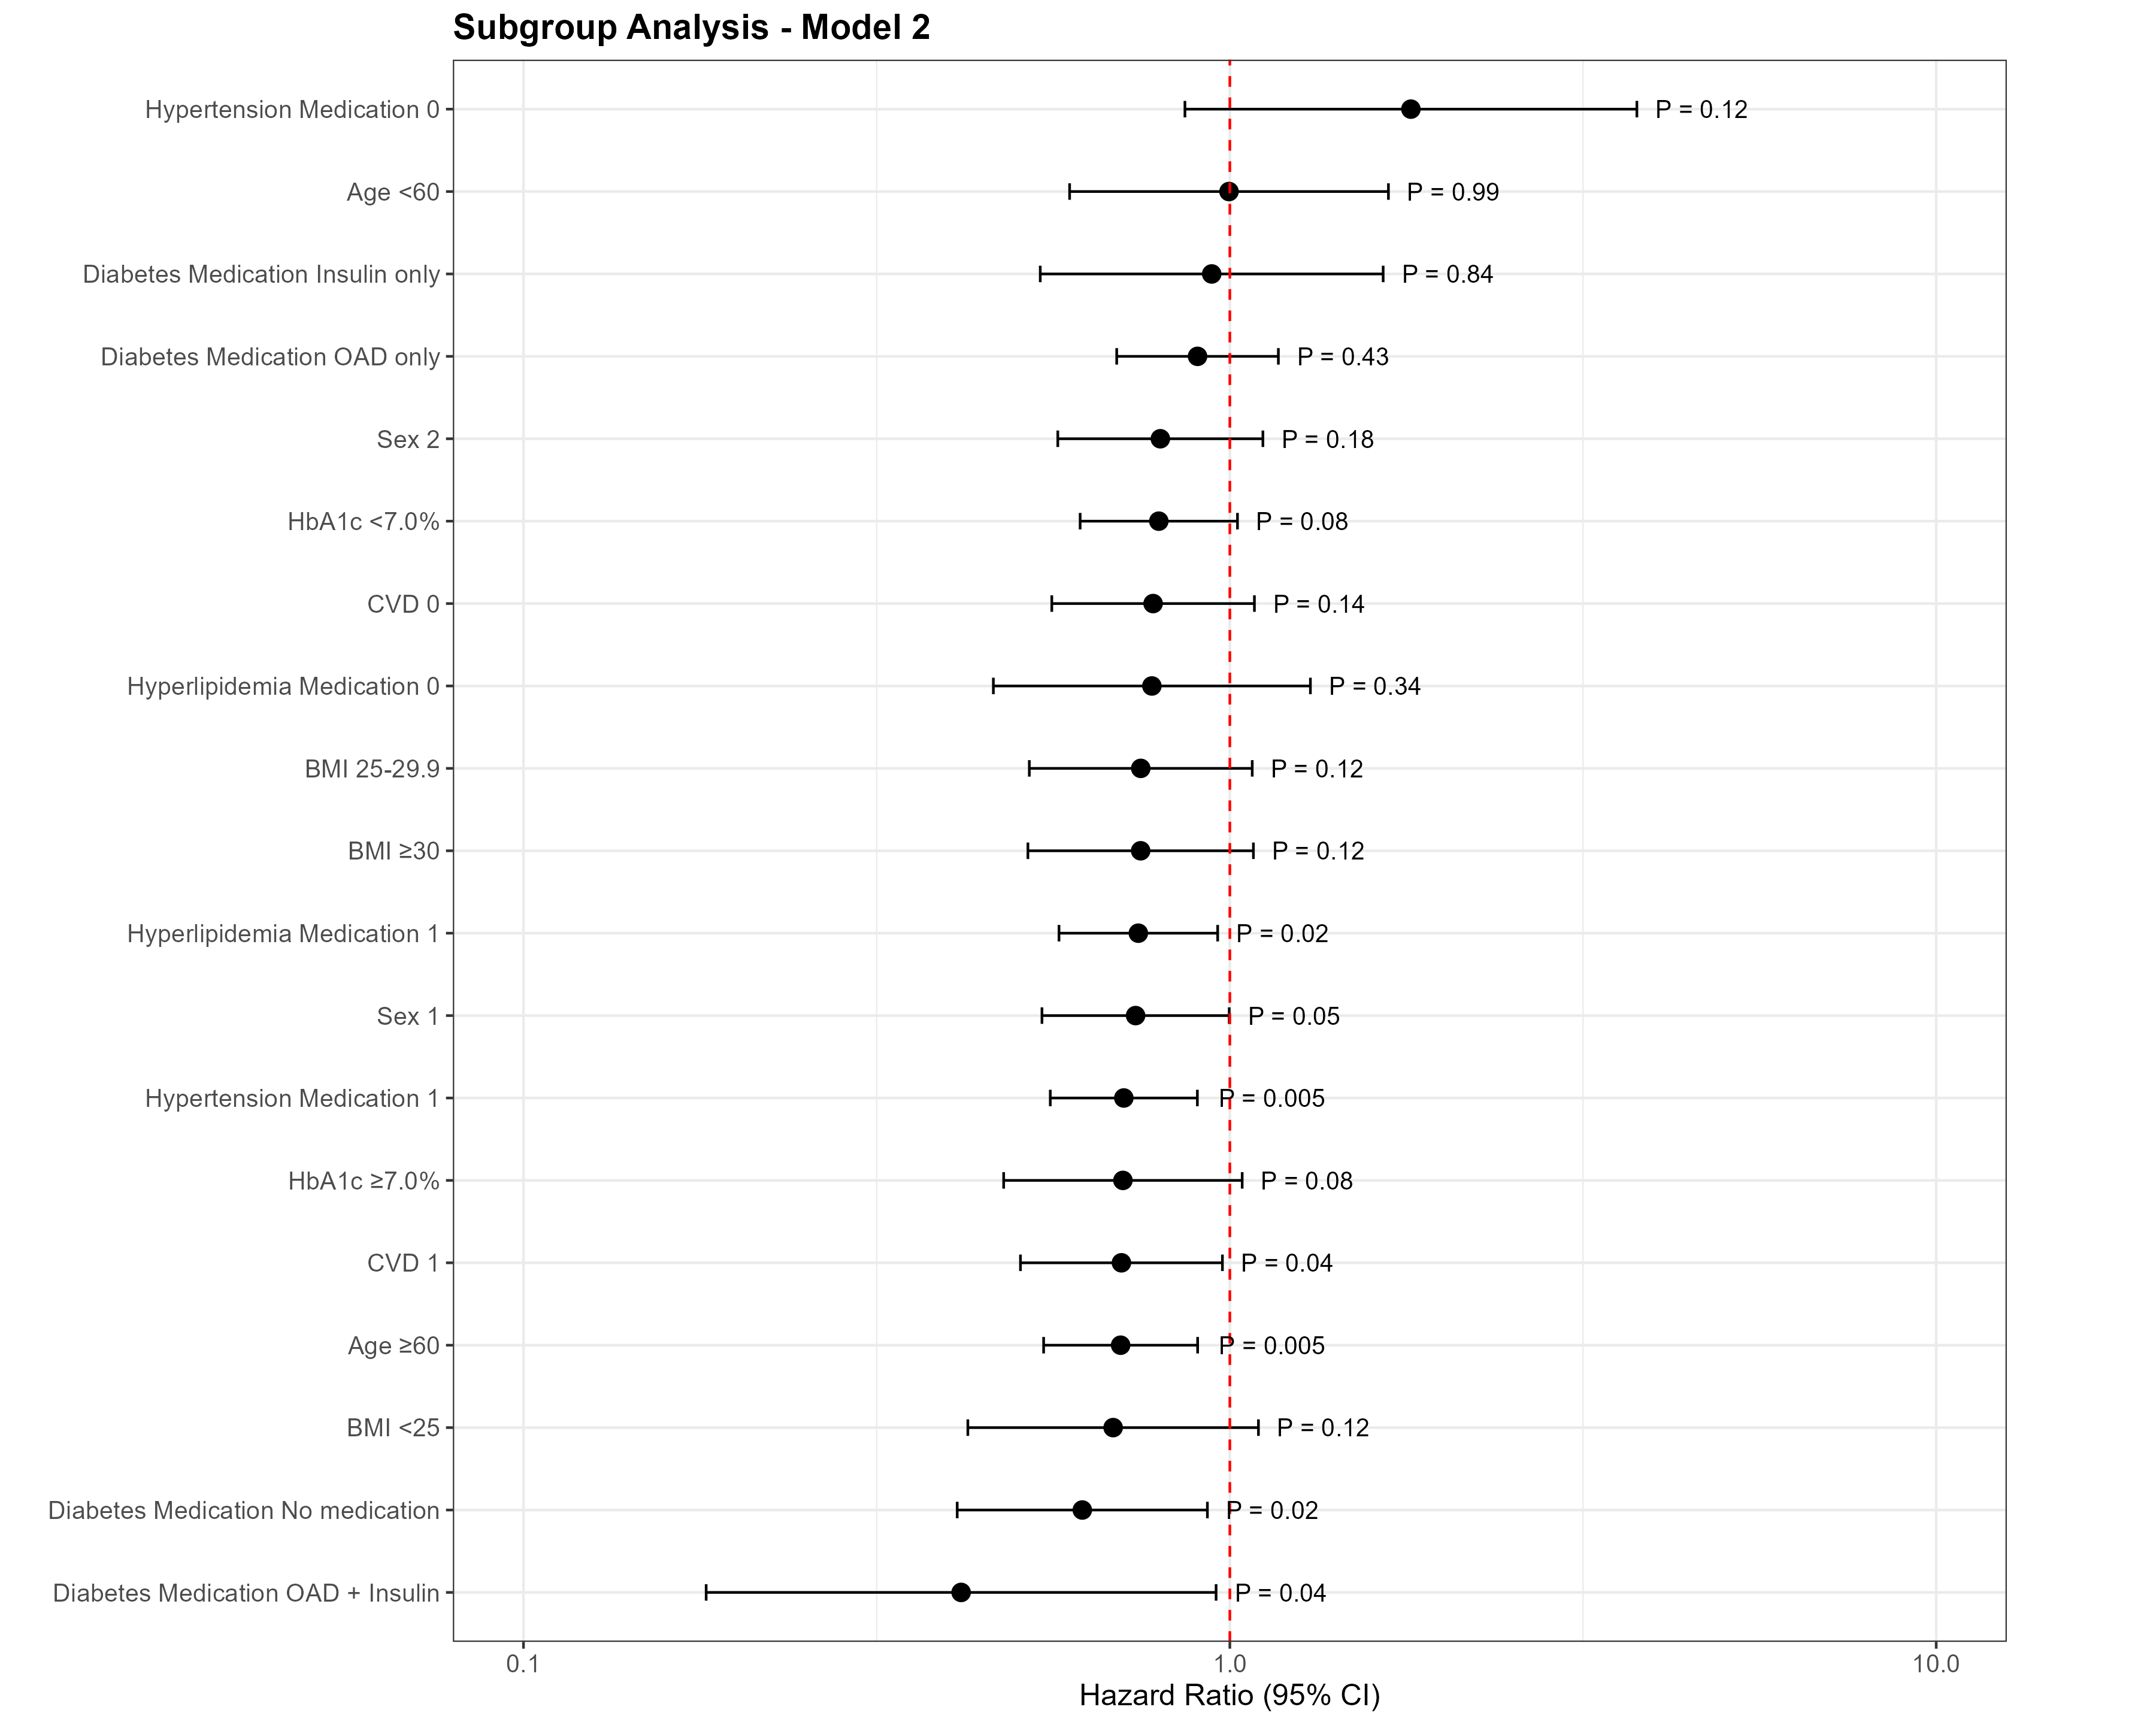 Subgroup Analysis - Model 2
Hypertension Medication 0 P = 0.12
Age <60 P = 0.99
Diabetes Medication Insulin only P = 0.84
Diabetes Medication OAD only P = 0.43
Sex 2 P = 0.18
HbA1c <7.0% P = 0.08
CVD 0 P = 0.14
Hyperlipidemia Medication 0 P = 0.34
BMI 25-29.9 P = 0.12
BMI ≥30 P = 0.12
Hyperlipidemia Medication 1 P = 0.02
Sex 1 P = 0.05
Hypertension Medication 1 P = 0.005
HbA1c ≥7.0% P = 0.08
CVD 1 P = 0.04
Age ≥60 P = 0.005
BMI <25 P = 0.12
Diabetes Medication No medication P = 0.02
Diabetes Medication OAD + Insulin P = 0.04
0.1 1.0 10.0
Hazard Ratio (95% CI)